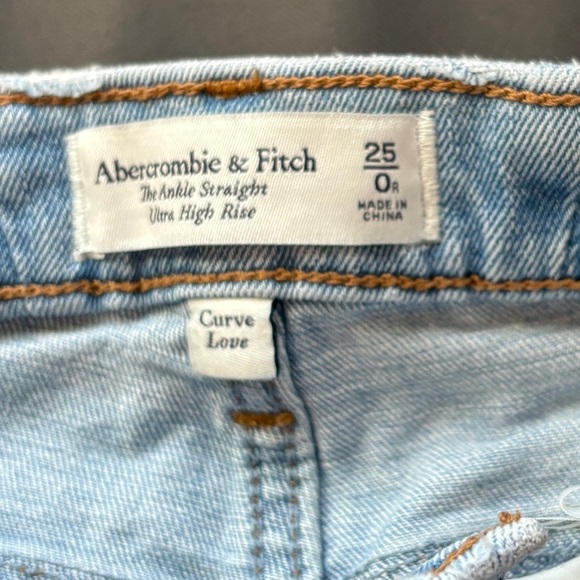 Abercrombie & Fitch
The Ankle Straight
Ultra High Rise
25
0R
MADE IN
CHINA
Curve
Love